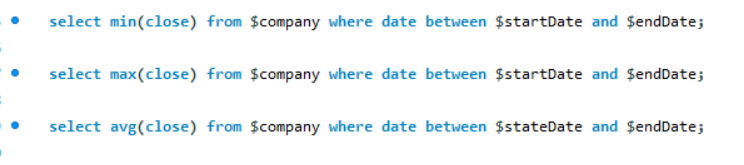 select min(close) from $company where date between $startDate and $endDate;
select max(close) from $company where date between $startDate and $endDate;
select avg(close) from $company where date between $stateDate and $endDate;